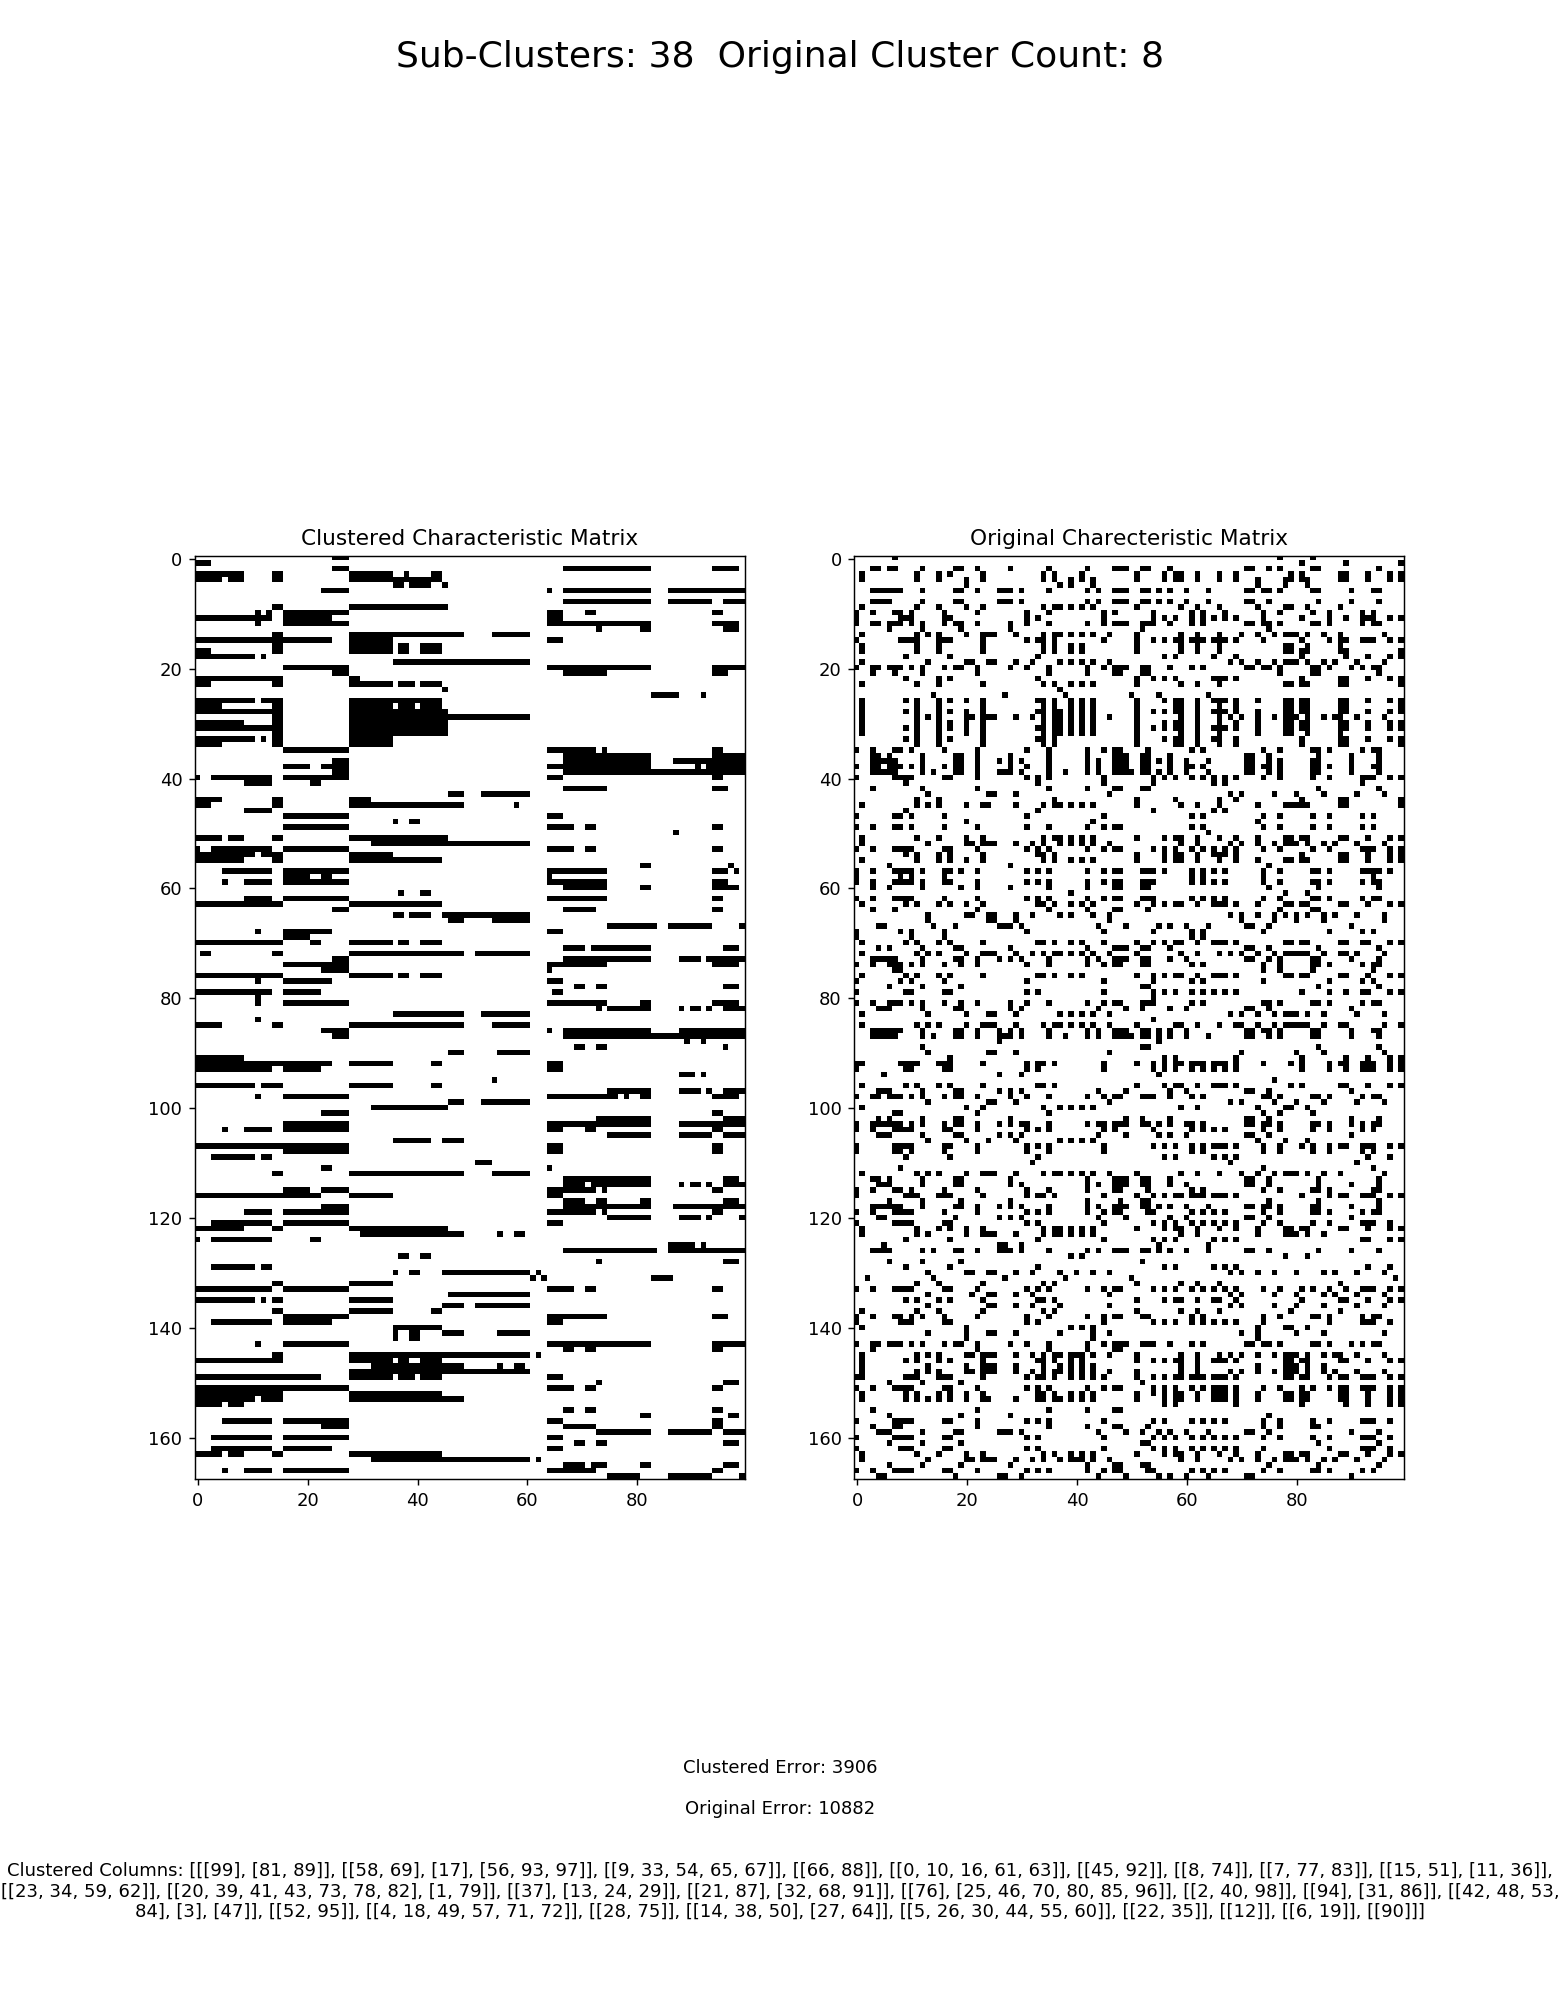 Sub-Clusters: 38  Original Cluster Count: 8
Clustered Characteristic Matrix
0
20
40
60
80
100
120
140
160
0 20 40 60 80
Original Charecteristic Matrix
0
20
40
60
80
100
120
140
160
0 20 40 60 80
Clustered Error: 3906
Original Error: 10882
Clustered Columns: [[[99], [81, 89]], [[58, 69], [17], [56, 93, 97]], [[9, 33, 54, 65, 67]], [[66, 88]], [[0, 10, 16, 61, 63]], [[45, 92]], [[8, 74]], [[7, 77, 83]], [[15, 51], [11, 36]],
[[23, 34, 59, 62]], [[20, 39, 41, 43, 73, 78, 82], [1, 79]], [[37], [13, 24, 29]], [[21, 87], [32, 68, 91]], [[76], [25, 46, 70, 80, 85, 96]], [[2, 40, 98]], [[94], [31, 86]], [[42, 48, 53,
84], [3], [47]], [[52, 95]], [[4, 18, 49, 57, 71, 72]], [[28, 75]], [[14, 38, 50], [27, 64]], [[5, 26, 30, 44, 55, 60]], [[22, 35]], [[12]], [[6, 19]], [[90]]]